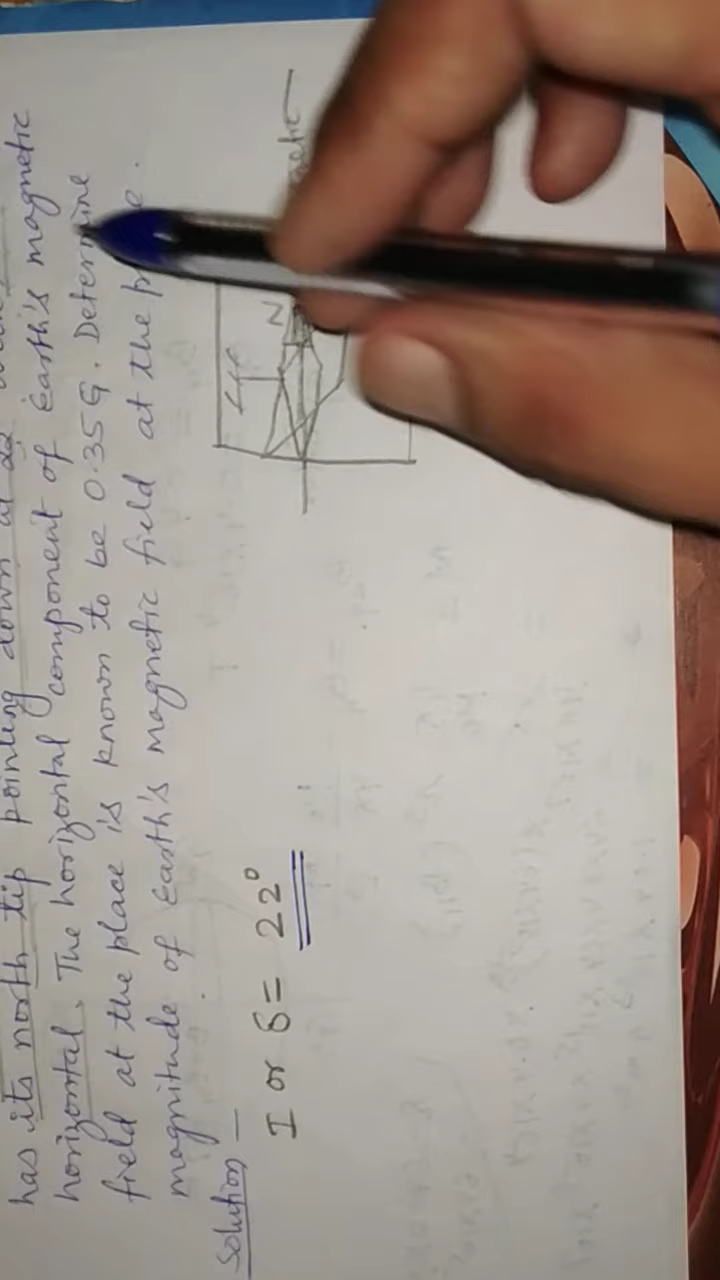 has its north tip pointing down at 22°
horizontal. The horizontal component of Earth's magnetic
field at the place is known to be 0.35G. Determine
magnitude of Earth's magnetic field at the
Solution -
I or δ = 22°
N